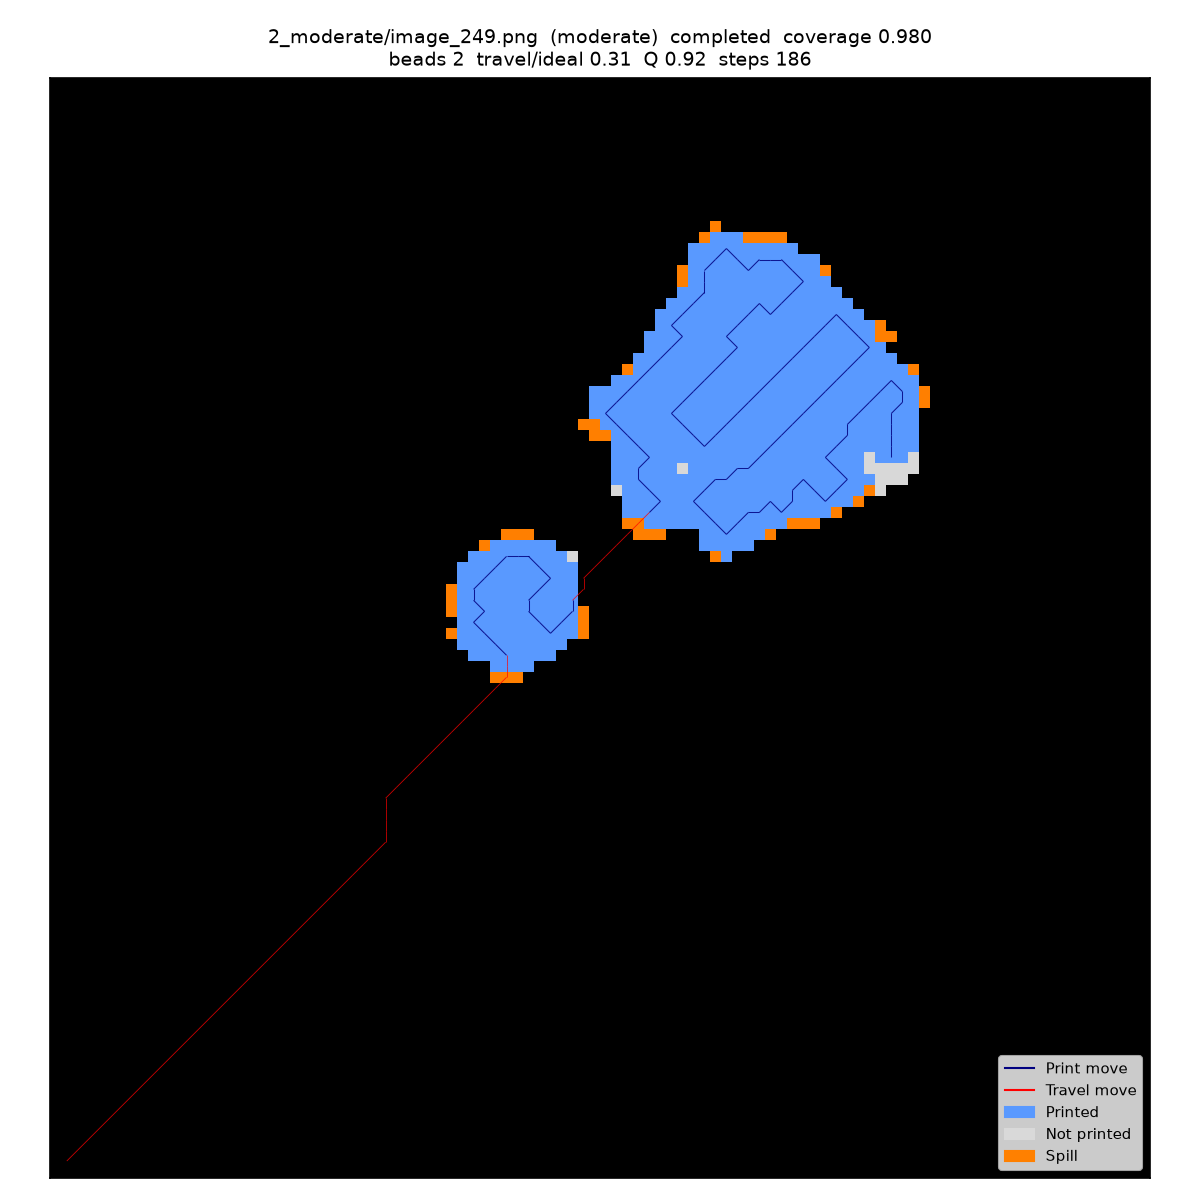 2_moderate/image_249.png  (moderate)  completed  coverage 0.980
beads 2  travel/ideal 0.31  Q 0.92  steps 186
Print move
Travel move
Printed
Not printed
Spill